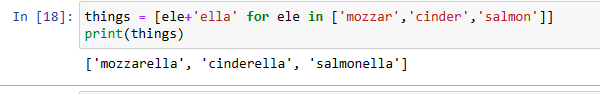 In [18]: things = [ele+'ella' for ele in ['mozzar','cinder','salmon']]
print(things)
['mozzarella', 'cinderella', 'salmonella']